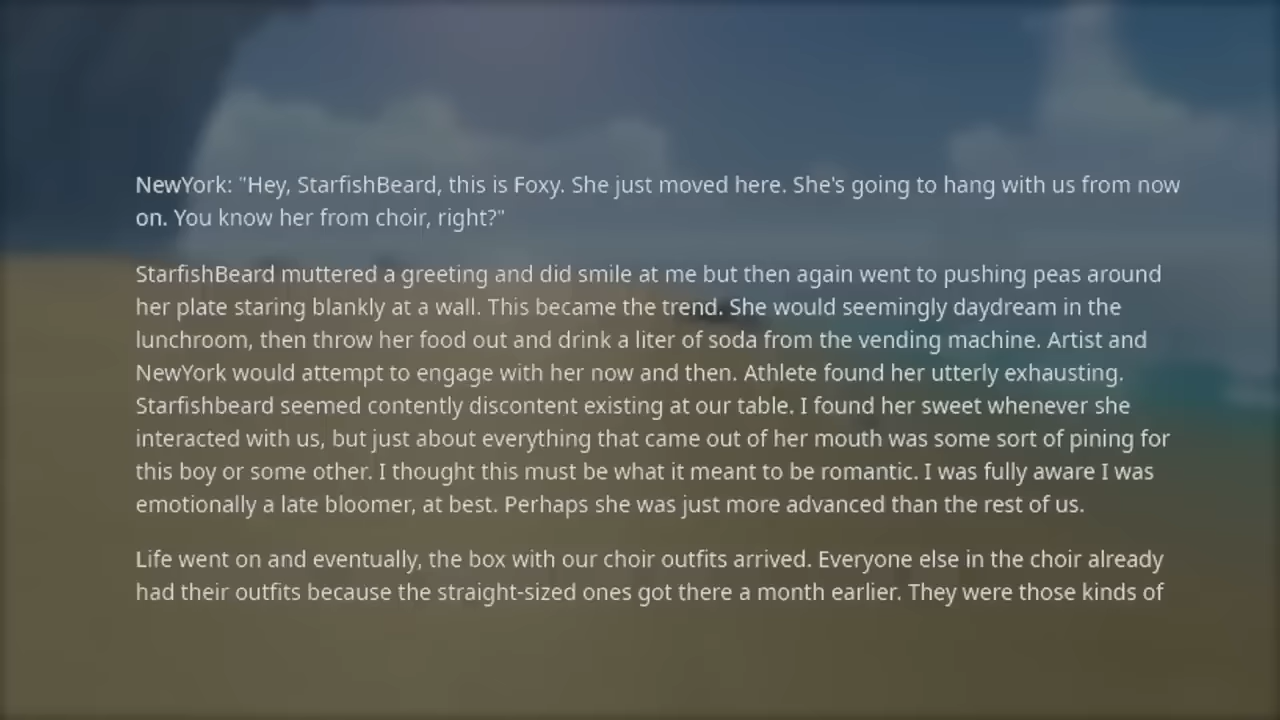 NewYork: "Hey, StarfishBeard, this is Foxy. She just moved here. She's going to hang with us from now
on. You know her from choir, right?"
StarfishBeard muttered a greeting and did smile at me but then again went to pushing peas around
her plate staring blankly at a wall. This became the trend. She would seemingly daydream in the
lunchroom, then throw her food out and drink a liter of soda from the vending machine. Artist and
NewYork would attempt to engage with her now and then. Athlete found her utterly exhausting.
Starfishbeard seemed contently discontent existing at our table. I found her sweet whenever she
interacted with us, but just about everything that came out of her mouth was some sort of pining for
this boy or some other. I thought this must be what it meant to be romantic. I was fully aware I was
emotionally a late bloomer, at best. Perhaps she was just more advanced than the rest of us.
Life went on and eventually, the box with our choir outfits arrived. Everyone else in the choir already
had their outfits because the straight-sized ones got there a month earlier. They were those kinds of